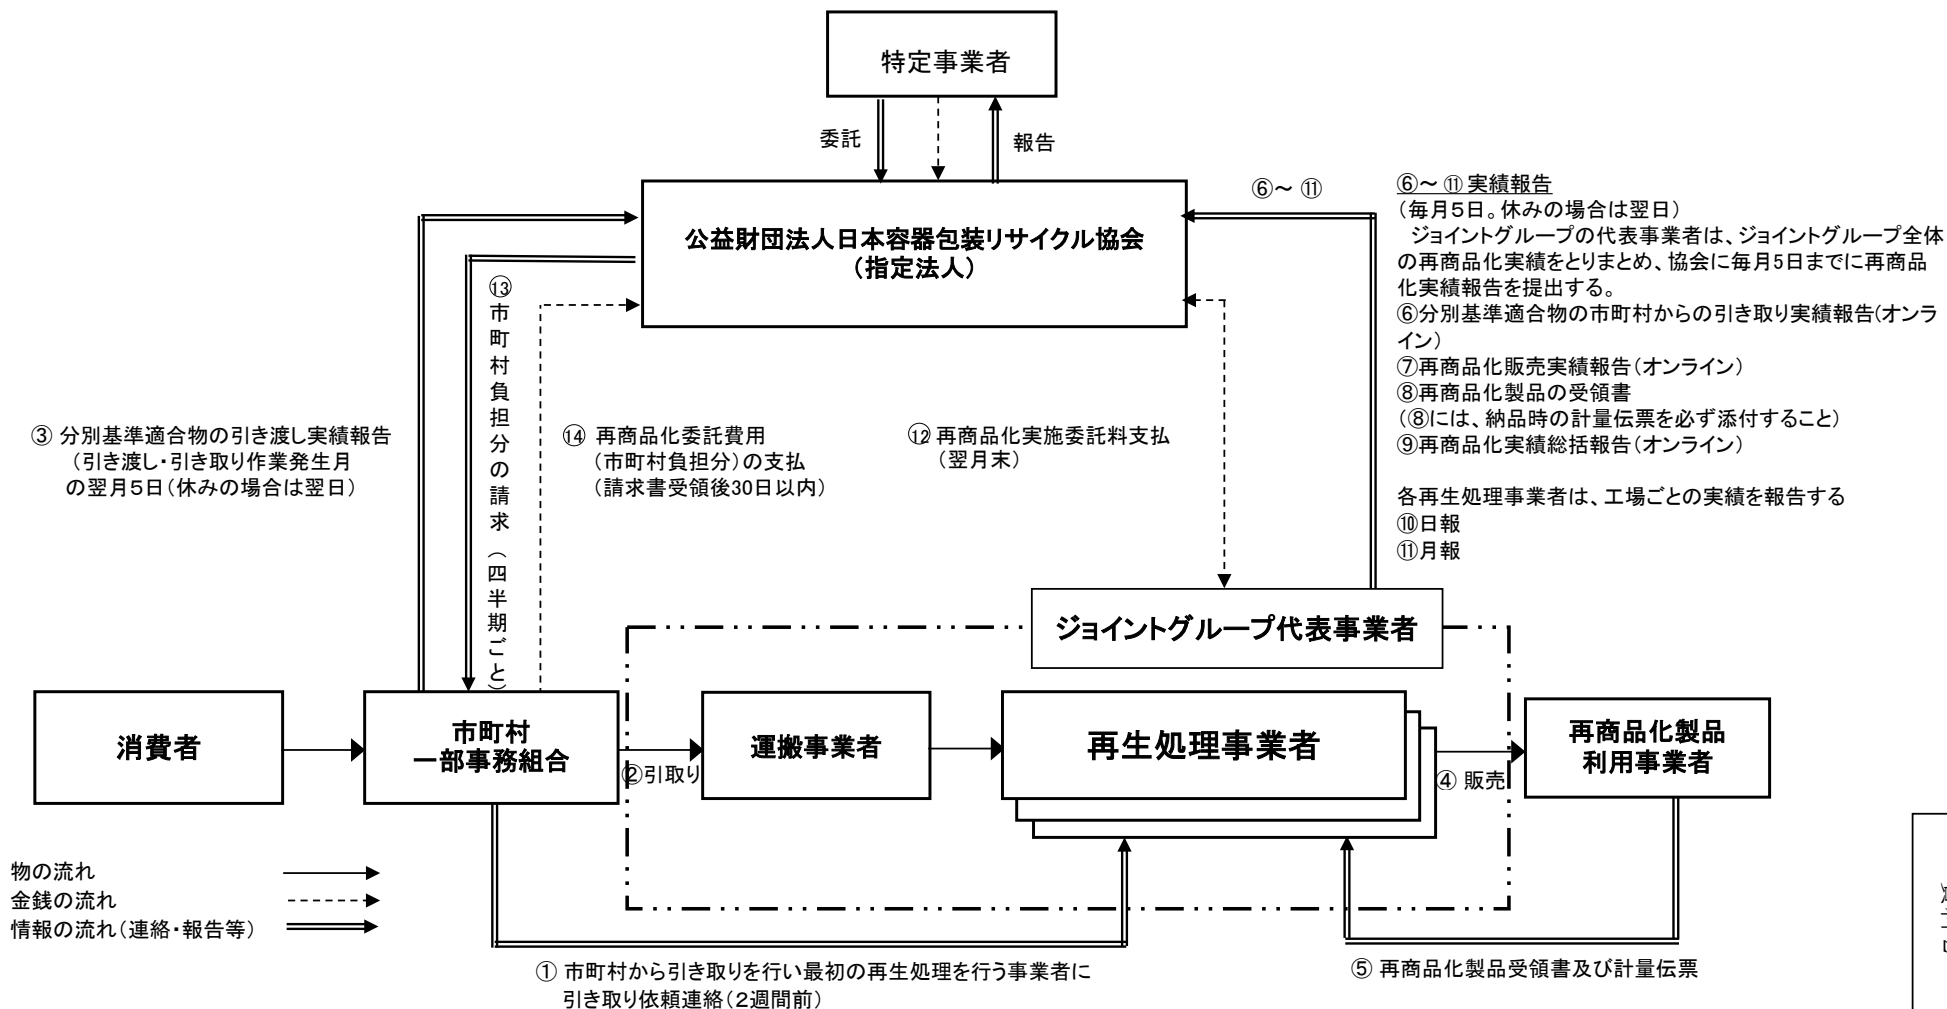 特定事業者
委託
報告
公益財団法人日本容器包装リサイクル協会
(指定法人)
⑥～ ⑪
⑥～ ⑪ 実績報告
(毎月5日。休みの場合は翌日)
ジョイントグループの代表事業者は、ジョイントグループ全体
の再商品化実績をとりまとめ、協会に毎月5日までに再商品
化実績報告を提出する。
⑥分別基準適合物の市町村からの引き取り実績報告(オンラ
イン)
⑦再商品化販売実績報告(オンライン)
⑧再商品化製品の受領書
(⑧には、納品時の計量伝票を必ず添付すること)
⑨再商品化実績総括報告(オンライン)
各再生処理事業者は、工場ごとの実績を報告する
⑩日報
⑪月報
③ 分別基準適合物の引き渡し実績報告
(引き渡し・引き取り作業発生月
の翌月5日(休みの場合は翌日)
⑬市町村負担分の請求(四半期ごと)
⑭ 再商品化委託費用
(市町村負担分)の支払
(請求書受領後30日以内)
⑫ 再商品化実施委託料支払
(翌月末)
ジョイントグループ代表事業者
消費者
市町村
一部事務組合
②引取り
運搬事業者
再生処理事業者
④ 販売
再商品化製品
利用事業者
物の流れ
金銭の流れ
情報の流れ(連絡・報告等)
① 市町村から引き取りを行い最初の再生処理を行う事業者に
引き取り依頼連絡(2週間前)
⑤ 再商品化製品受領書及び計量伝票